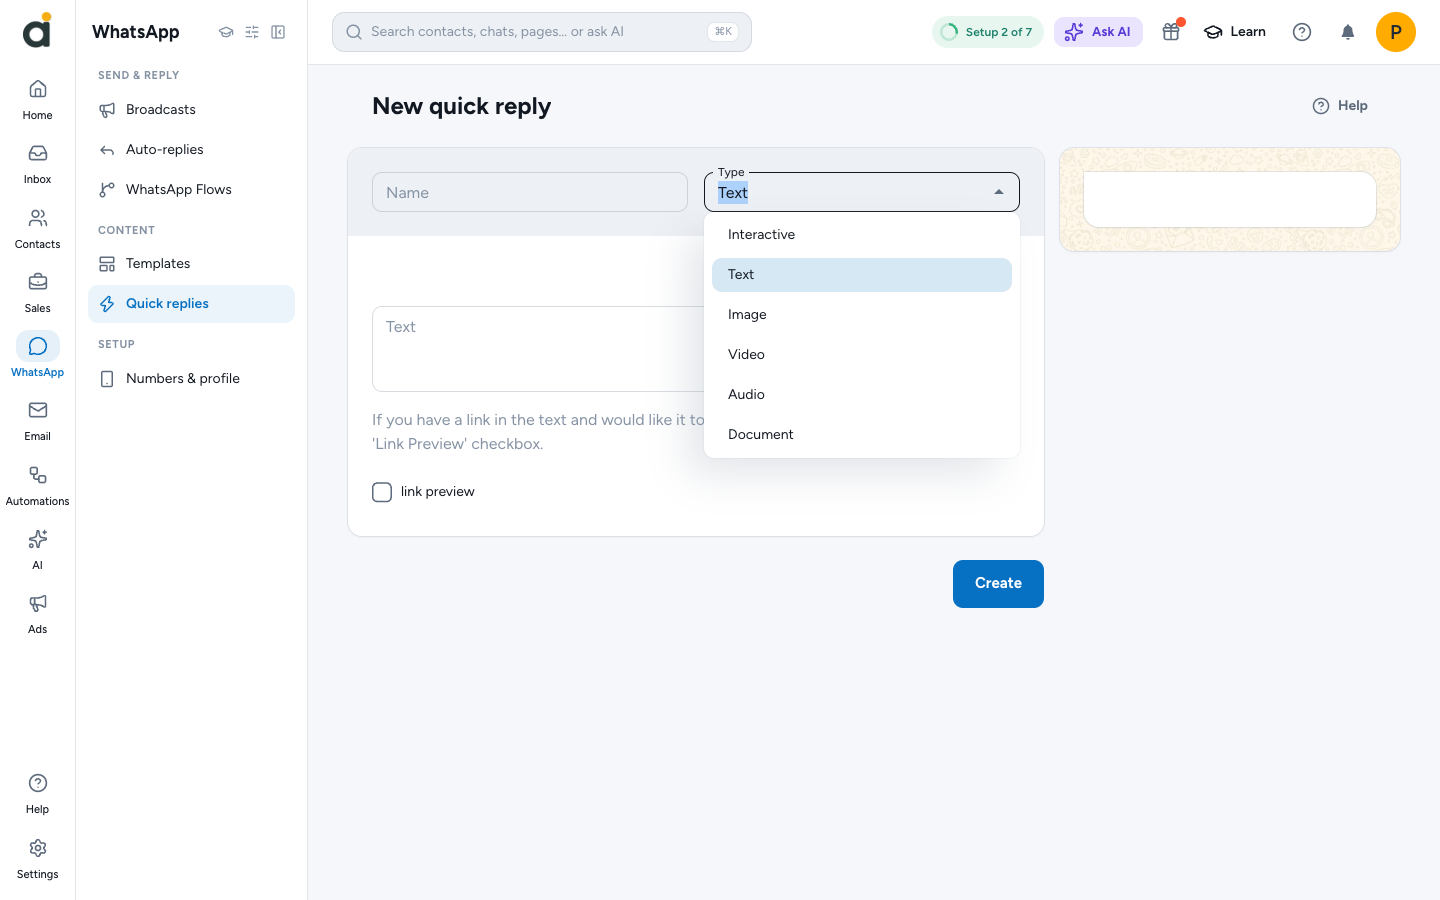 WhatsApp
Search contacts, chats, pages... or ask AI
⌘K
Setup 2 of 7
Ask AI
Learn
P
Home
Inbox
Contacts
Sales
WhatsApp
Email
Automations
AI
Ads
Help
Settings
SEND & REPLY
Broadcasts
Auto-replies
WhatsApp Flows
CONTENT
Templates
Quick replies
SETUP
Numbers & profile
New quick reply
Help
Name
Type
Text
Interactive
Text
Image
Video
Audio
Document
Text
If you have a link in the text and would like it to
'Link Preview' checkbox.
link preview
Create